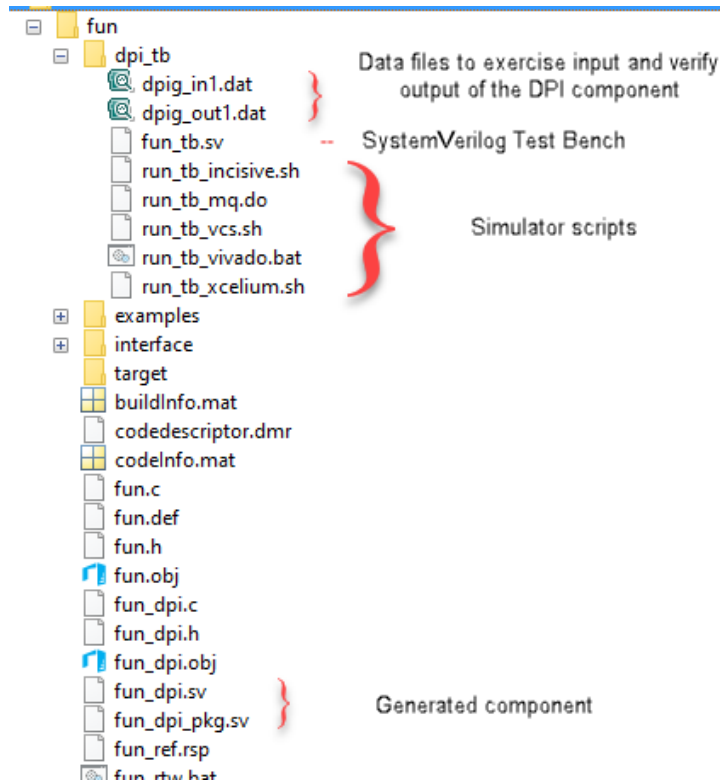 fun
dpi_tb
Data files to exercise input and verify
dpig_in1.dat
output of the DPI component
dpig_out1.dat
fun_tb.sv -- SystemVerilog Test Bench
run_tb_incisive.sh
run_tb_mq.do
run_tb_vcs.sh
Simulator scripts
run_tb_vivado.bat
run_tb_xcelium.sh
examples
interface
target
buildInfo.mat
codedescriptor.dmr
codeInfo.mat
fun.c
fun.def
fun.h
fun.obj
fun_dpi.c
fun_dpi.h
fun_dpi.obj
fun_dpi.sv
Generated component
fun_dpi_pkg.sv
fun_ref.rsp
fun_rtw.bat